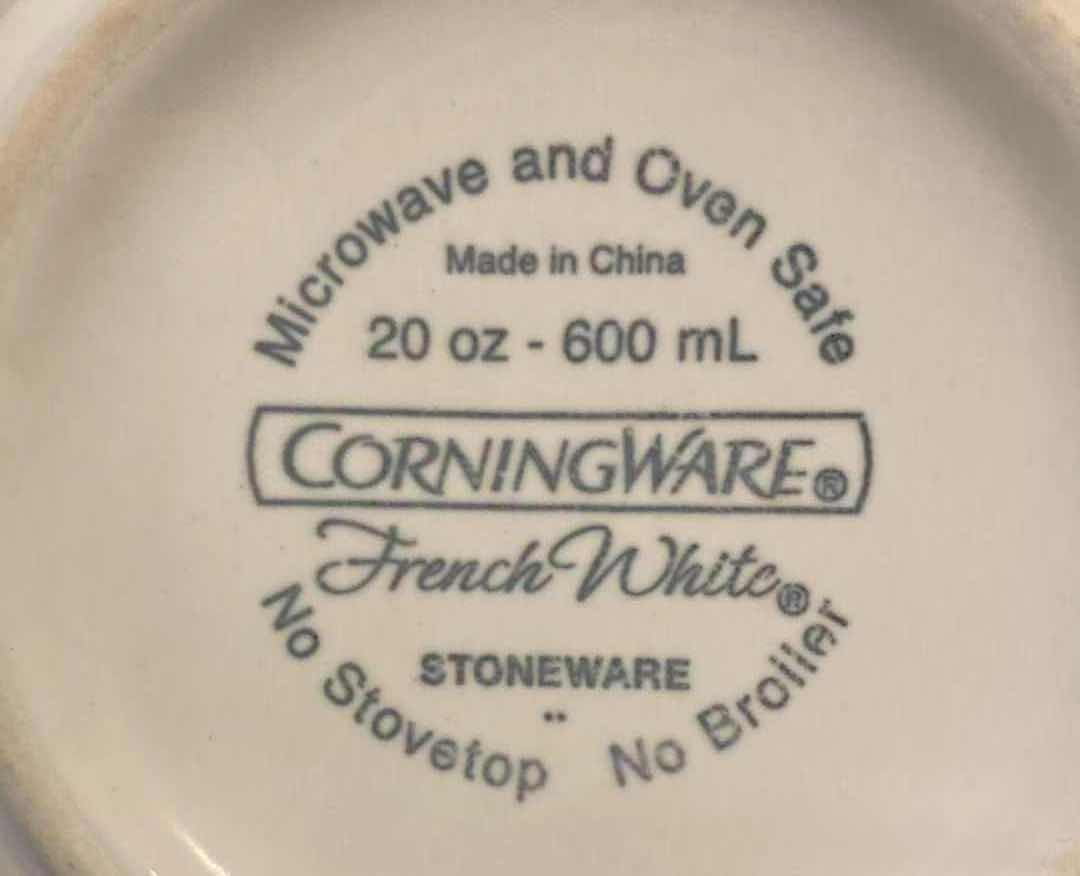 Microwave and Oven Safe
Made in China
20 oz - 600 mL
CORNINGWARE®
French White®
STONEWARE
No Stovetop No Broiler